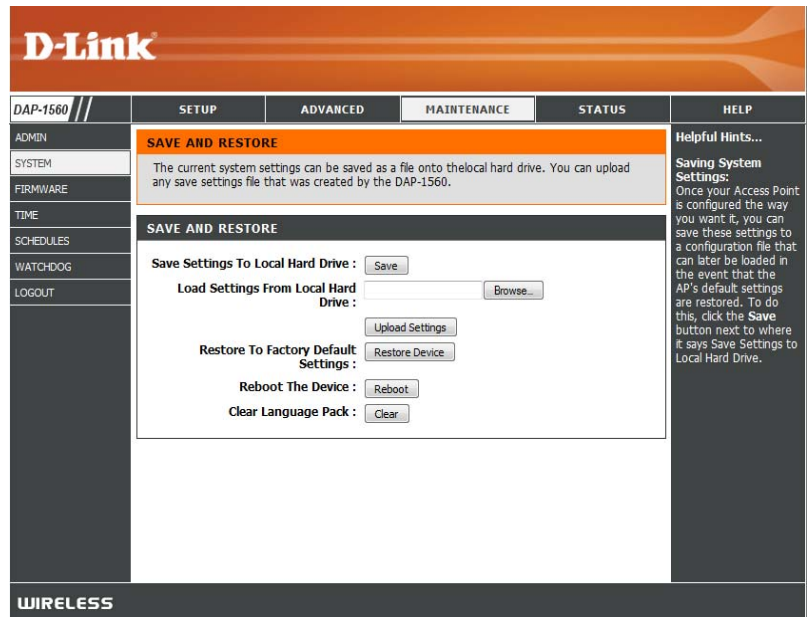 D-Link
DAP-1560
SETUP
ADVANCED
MAINTENANCE
STATUS
HELP
ADMIN
SYSTEM
FIRMWARE
TIME
SCHEDULES
WATCHDOG
LOGOUT
SAVE AND RESTORE
The current system settings can be saved as a file onto thelocal hard drive. You can upload
any save settings file that was created by the DAP-1560.
SAVE AND RESTORE
Save Settings To Local Hard Drive :
Save
Load Settings From Local Hard
Drive :
Browse...
Upload Settings
Restore To Factory Default
Settings :
Restore Device
Reboot The Device :
Reboot
Clear Language Pack :
Clear
Helpful Hints...
Saving System
Settings:
Once your Access Point
is configured the way
you want it, you can
save these settings to
a configuration file that
can later be loaded in
the event that the
AP's default settings
are restored. To do
this, click the Save
button next to where
it says Save Settings to
Local Hard Drive.
WIRELESS